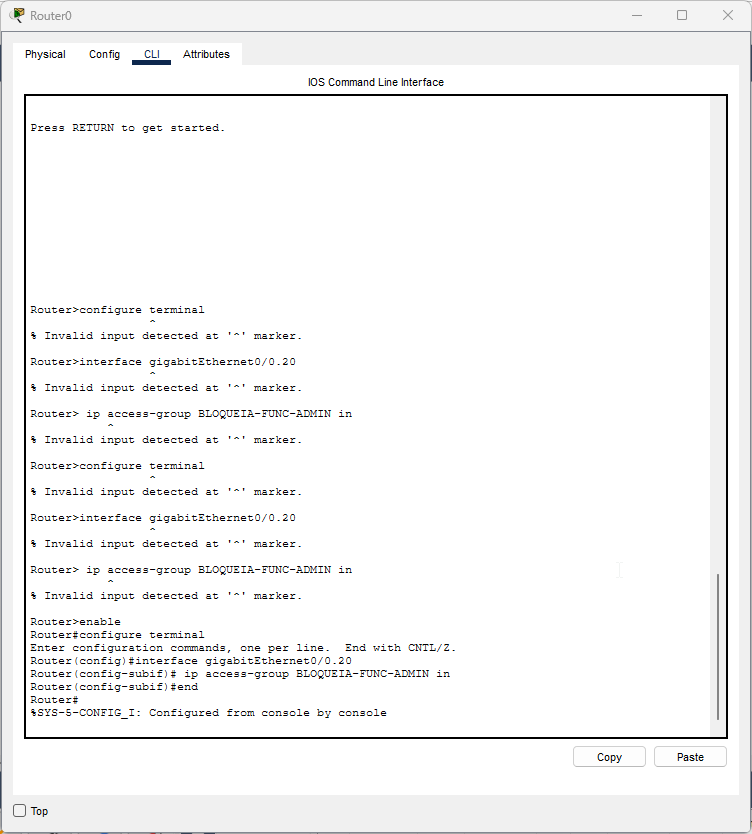 Router0
Physical Config CLI Attributes
IOS Command Line Interface
Press RETURN to get started.
Router>configure terminal
^
% Invalid input detected at '^' marker.
Router>interface gigabitEthernet0/0.20
^
% Invalid input detected at '^' marker.
Router> ip access-group BLOQUEIA-FUNC-ADMIN in
^
% Invalid input detected at '^' marker.
Router>configure terminal
^
% Invalid input detected at '^' marker.
Router>interface gigabitEthernet0/0.20
^
% Invalid input detected at '^' marker.
Router> ip access-group BLOQUEIA-FUNC-ADMIN in
^
% Invalid input detected at '^' marker.
Router>enable
Router#configure terminal
Enter configuration commands, one per line.  End with CNTL/Z.
Router(config)#interface gigabitEthernet0/0.20
Router(config-subif)# ip access-group BLOQUEIA-FUNC-ADMIN in
Router(config-subif)#end
Router#
%SYS-5-CONFIG_I: Configured from console by console
Copy Paste
Top